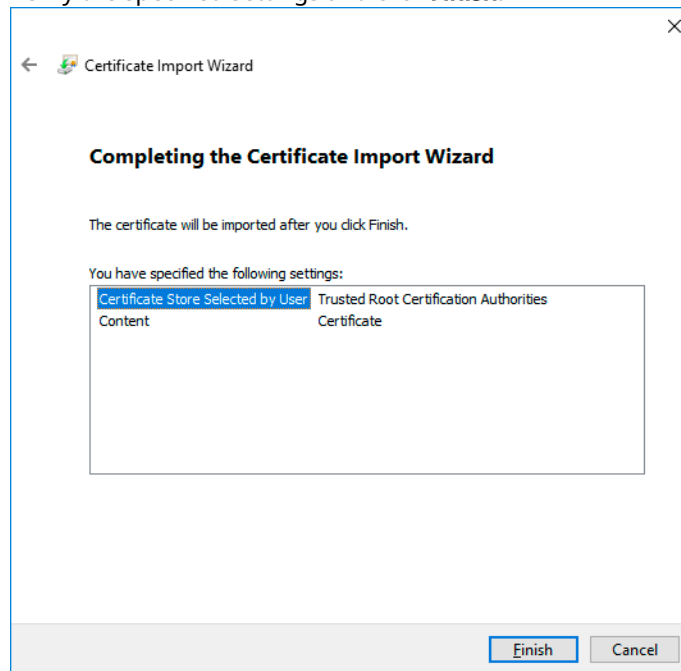 Certificate Import Wizard
Completing the Certificate Import Wizard
The certificate will be imported after you click Finish.
You have specified the following settings:
Certificate Store Selected by User Trusted Root Certification Authorities
Content Certificate
Finish Cancel